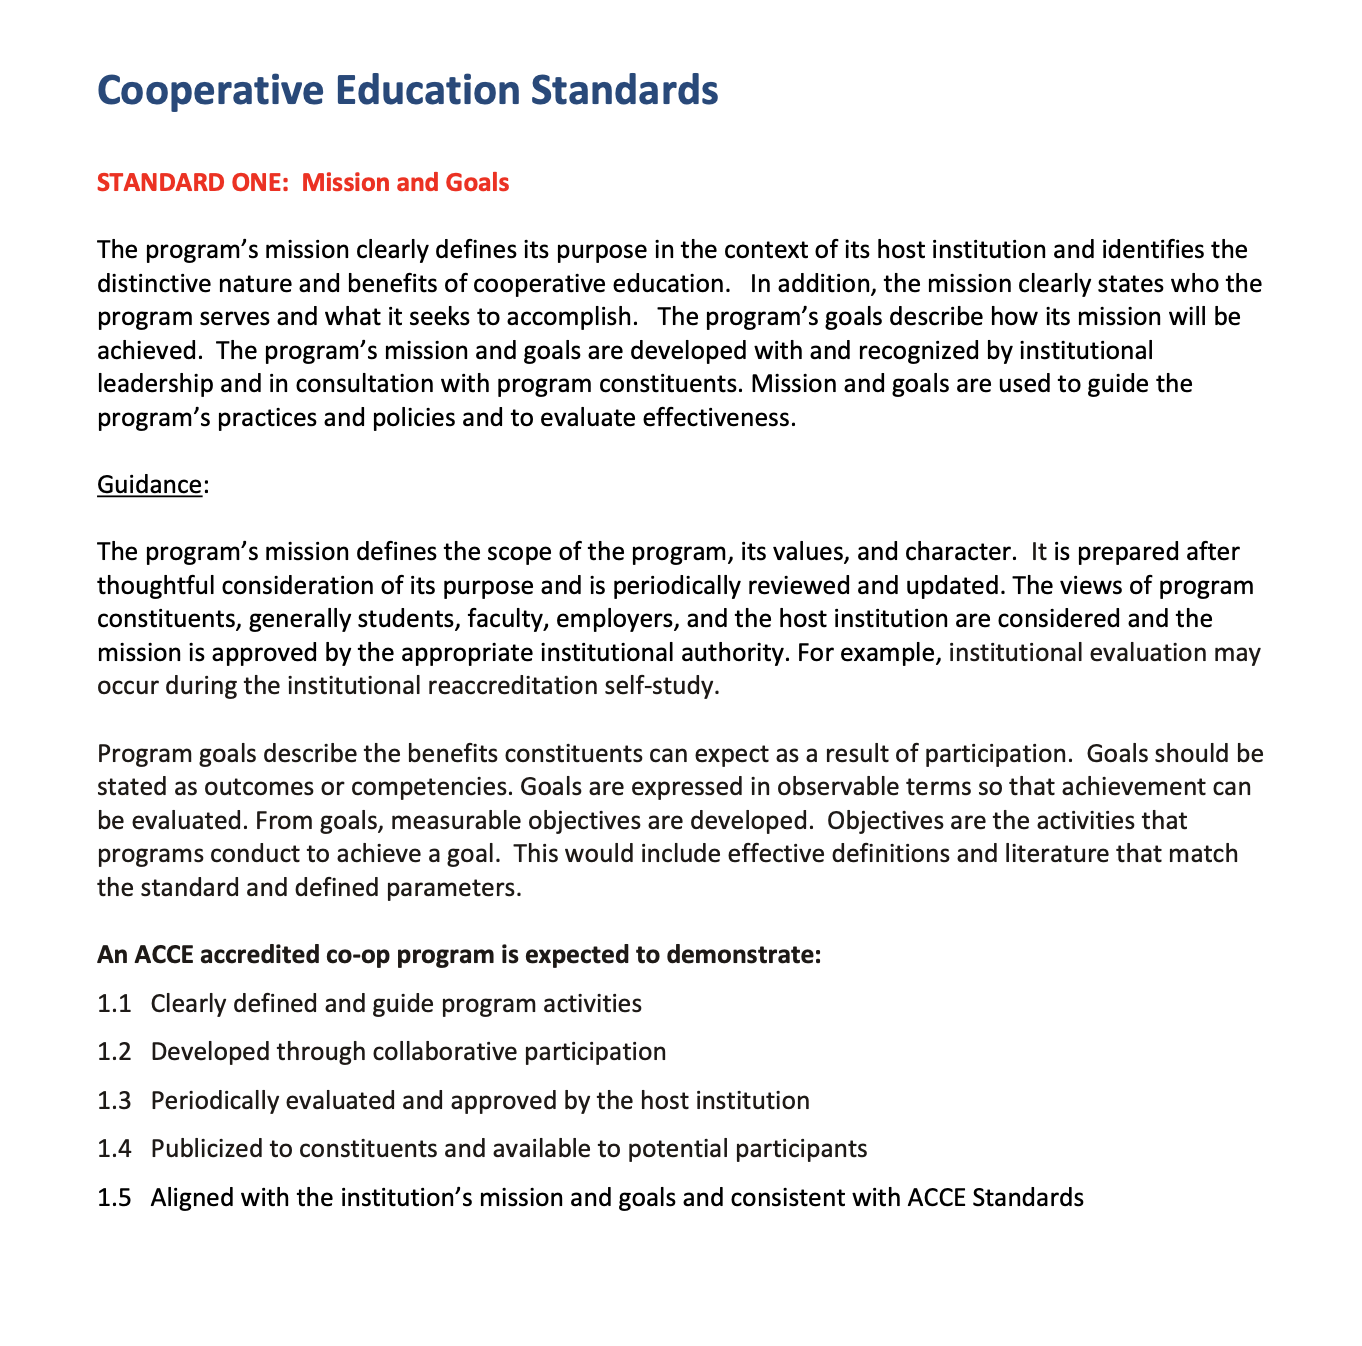 Cooperative Education Standards
STANDARD ONE:  Mission and Goals
The program’s mission clearly defines its purpose in the context of its host institution and identifies the
distinctive nature and benefits of cooperative education.   In addition, the mission clearly states who the
program serves and what it seeks to accomplish.   The program’s goals describe how its mission will be
achieved.  The program’s mission and goals are developed with and recognized by institutional
leadership and in consultation with program constituents. Mission and goals are used to guide the
program’s practices and policies and to evaluate effectiveness.
Guidance:
The program’s mission defines the scope of the program, its values, and character.  It is prepared after
thoughtful consideration of its purpose and is periodically reviewed and updated. The views of program
constituents, generally students, faculty, employers, and the host institution are considered and the
mission is approved by the appropriate institutional authority. For example, institutional evaluation may
occur during the institutional reaccreditation self-study.
Program goals describe the benefits constituents can expect as a result of participation.  Goals should be
stated as outcomes or competencies. Goals are expressed in observable terms so that achievement can
be evaluated. From goals, measurable objectives are developed.  Objectives are the activities that
programs conduct to achieve a goal.  This would include effective definitions and literature that match
the standard and defined parameters.
An ACCE accredited co-op program is expected to demonstrate:
1.1   Clearly defined and guide program activities
1.2   Developed through collaborative participation
1.3   Periodically evaluated and approved by the host institution
1.4   Publicized to constituents and available to potential participants
1.5   Aligned with the institution’s mission and goals and consistent with ACCE Standards